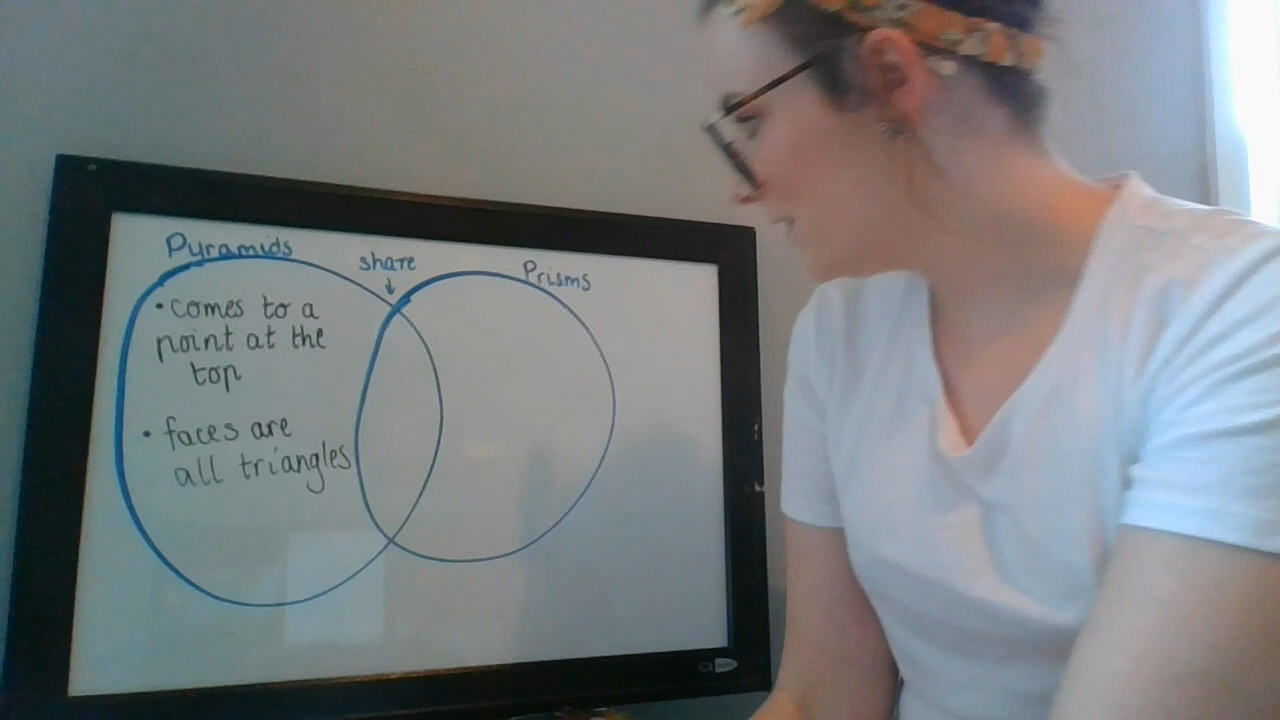 Pyramids
share
Prisms
• comes to a
point at the
top
• faces are
all triangles